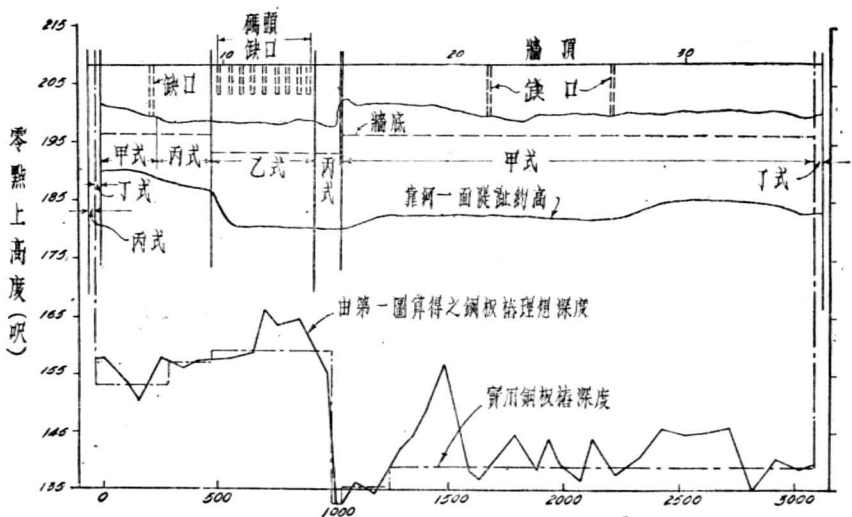 215
205
195
185
175
165
155
145
135
零點上高度(呎)
碼頭
缺口
10
20
牆頂
30
缺口
缺口
牆底
甲式
丙式
乙式
丙式
甲式
丁式
丁式
丙式
靠河一面隄趾約高
由第一圖算得之鋼板樁理想深度
實用鋼板樁深度
0
500
1000
1500
2000
2500
3000